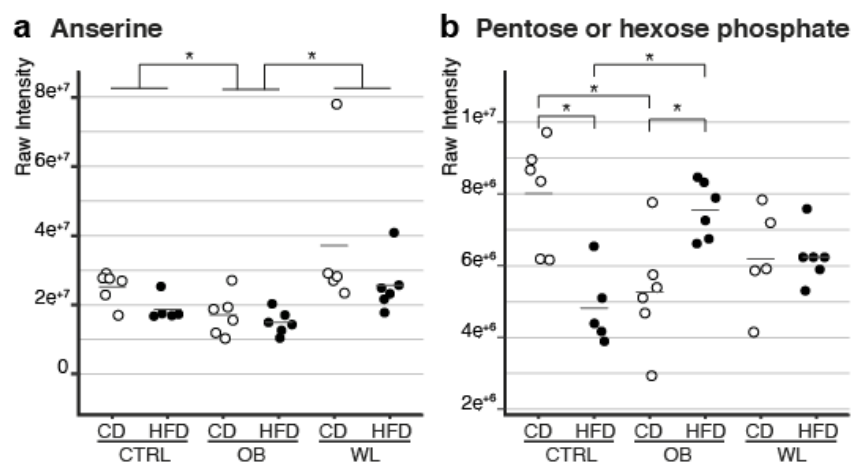 a Anserine
* *
Raw Intensity
8e+7
6e+7
4e+7
2e+7
0
CD HFD CD HFD CD HFD
CTRL OB WL
b Pentose or hexose phosphate
*
*
* *
Raw Intensity
1e+7
8e+6
6e+6
4e+6
2e+6
CD HFD CD HFD CD HFD
CTRL OB WL